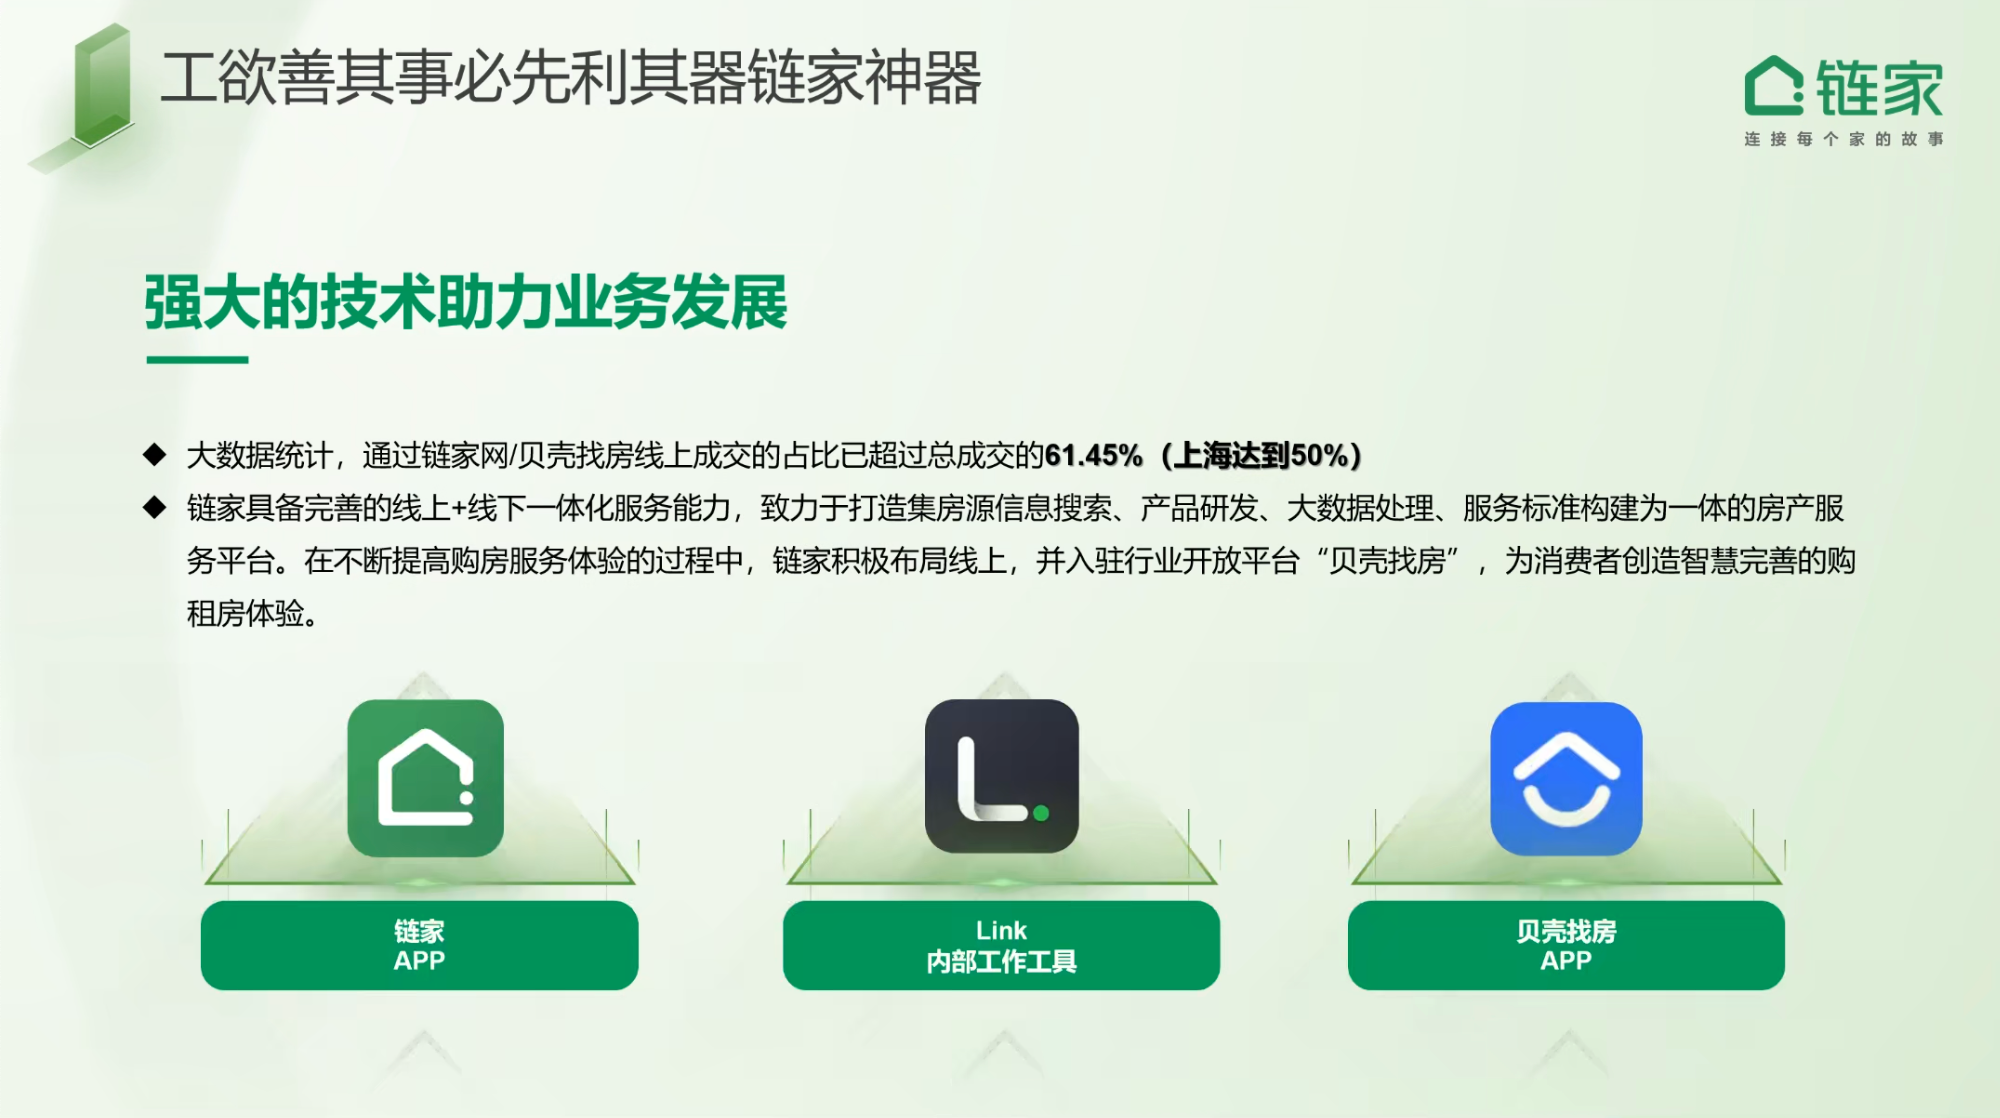 工欲善其事必先利其器链家神器
链家
连接每个家的故事
强大的技术助力业务发展
◆ 大数据统计，通过链家网/贝壳找房线上成交的占比已超过总成交的61.45%（上海达到50%）
◆ 链家具备完善的线上+线下一体化服务能力，致力于打造集房源信息搜索、产品研发、大数据处理、服务标准构建为一体的房产服
务平台。在不断提高购房服务体验的过程中，链家积极布局线上，并入驻行业开放平台“贝壳找房”，为消费者创造智慧完善的购
租房体验。
链家
APP
Link
内部工作工具
贝壳找房
APP